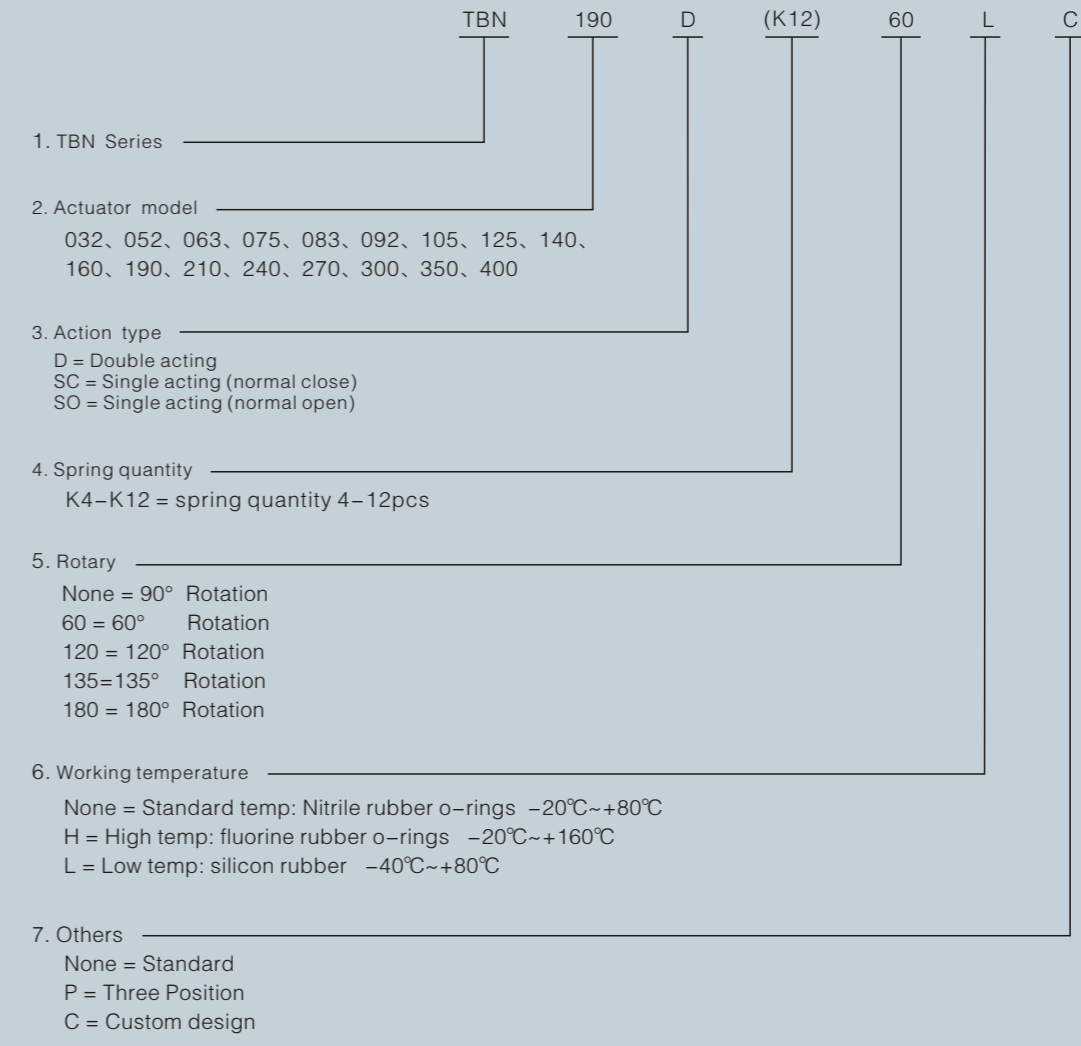 TBN 190 D (K12) 60 L C
1. TBN Series
2. Actuator model
032、052、063、075、083、092、105、125、140、
160、190、210、240、270、300、350、400
3. Action type
D = Double acting
SC = Single acting (normal close)
SO = Single acting (normal open)
4. Spring quantity
K4–K12 = spring quantity 4–12pcs
5. Rotary
None = 90° Rotation
60 = 60° Rotation
120 = 120° Rotation
135=135° Rotation
180 = 180° Rotation
6. Working temperature
None = Standard temp: Nitrile rubber o–rings –20℃~+80℃
H = High temp: fluorine rubber o–rings –20℃~+160℃
L = Low temp: silicon rubber –40℃~+80℃
7. Others
None = Standard
P = Three Position
C = Custom design